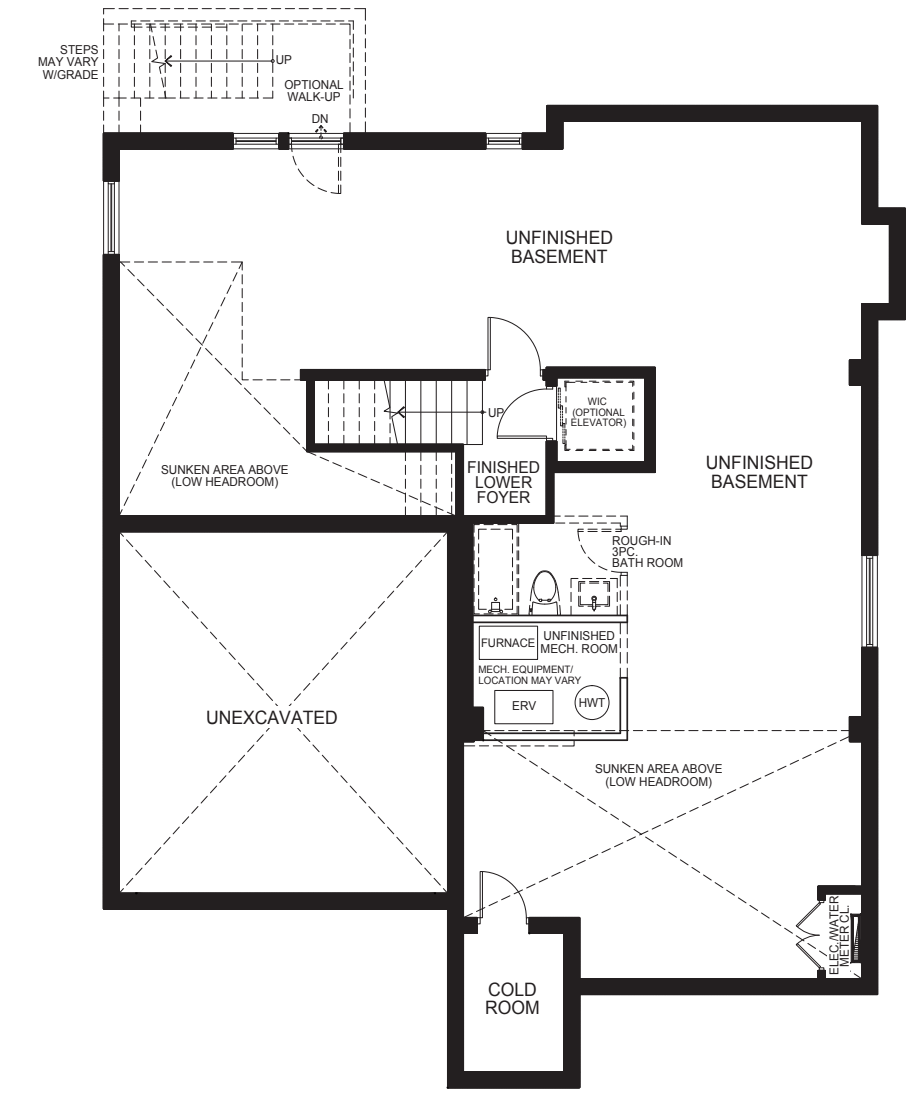 STEPS
MAY VARY
W/GRADE
UP
OPTIONAL
WALK-UP
DN
UNFINISHED
BASEMENT
UP
WIC
(OPTIONAL
ELEVATOR)
SUNKEN AREA ABOVE
(LOW HEADROOM)
FINISHED
LOWER
FOYER
UNFINISHED
BASEMENT
ROUGH-IN
3PC.
BATH ROOM
FURNACE
UNFINISHED
MECH. ROOM
MECH. EQUIPMENT/
LOCATION MAY VARY
ERV
HWT
UNEXCAVATED
SUNKEN AREA ABOVE
(LOW HEADROOM)
ELEC./WATER
METER CL.
COLD
ROOM